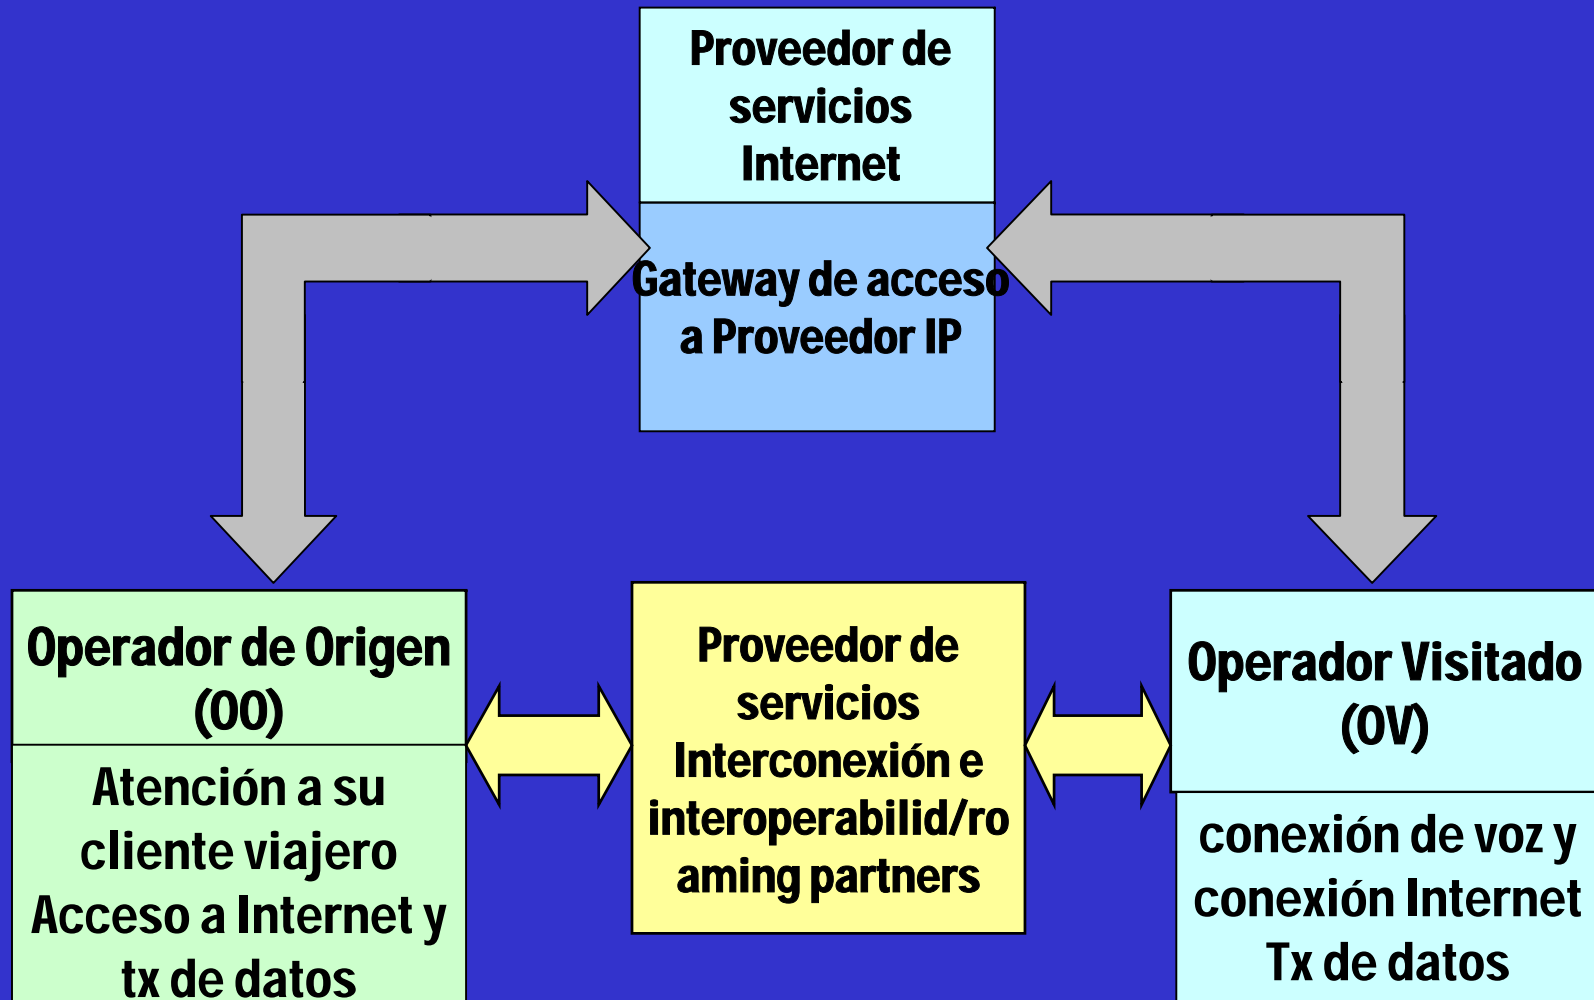 Proveedor de
servicios
Internet
Gateway de acceso
a Proveedor IP
Operador de Origen
(OO)
Atención a su
cliente viajero
Acceso a Internet y
tx de datos
Proveedor de
servicios
Interconexión e
interoperabilid/ro
aming partners
Operador Visitado
(OV)
conexión de voz y
conexión Internet
Tx de datos